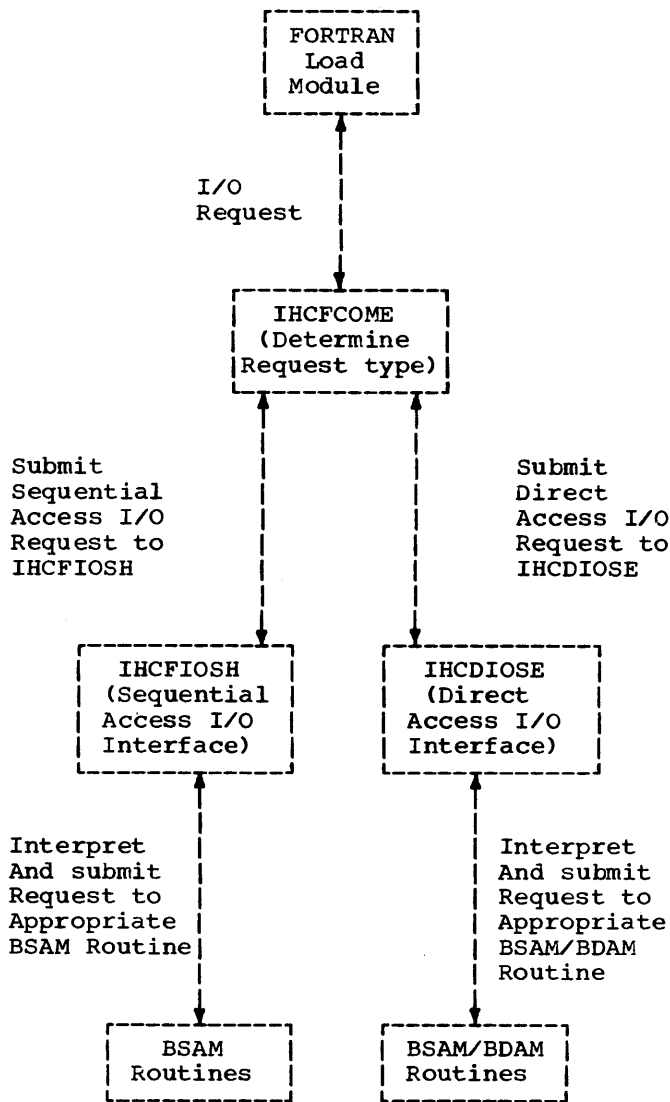 FORTRAN
Load
Module
I/O
Request
IHCFCOME
(Determine
Request type)
Submit
Sequential
Access I/O
Request to
IHCFIOSH
Submit
Direct
Access I/O
Request to
IHCDIOSE
IHCFIOSH
(Sequential
Access I/O
Interface)
IHCDIOSE
(Direct
Access I/O
Interface)
Interpret
And submit
Request to
Appropriate
BSAM Routine
Interpret
And submit
Request to
Appropriate
BSAM/BDAM
Routine
BSAM
Routines
BSAM/BDAM
Routines